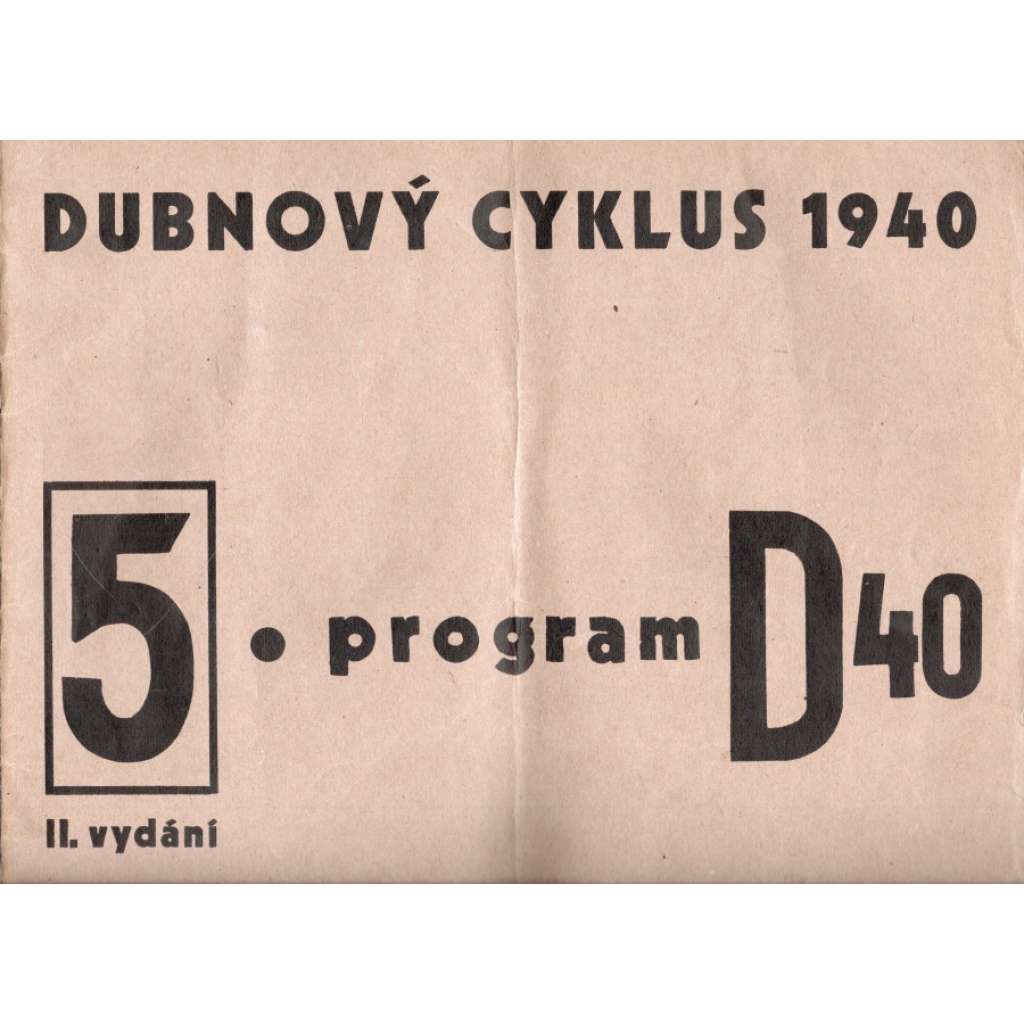 DUBNOVÝ CYKLUS 1940
5 • program D40
II. vydání